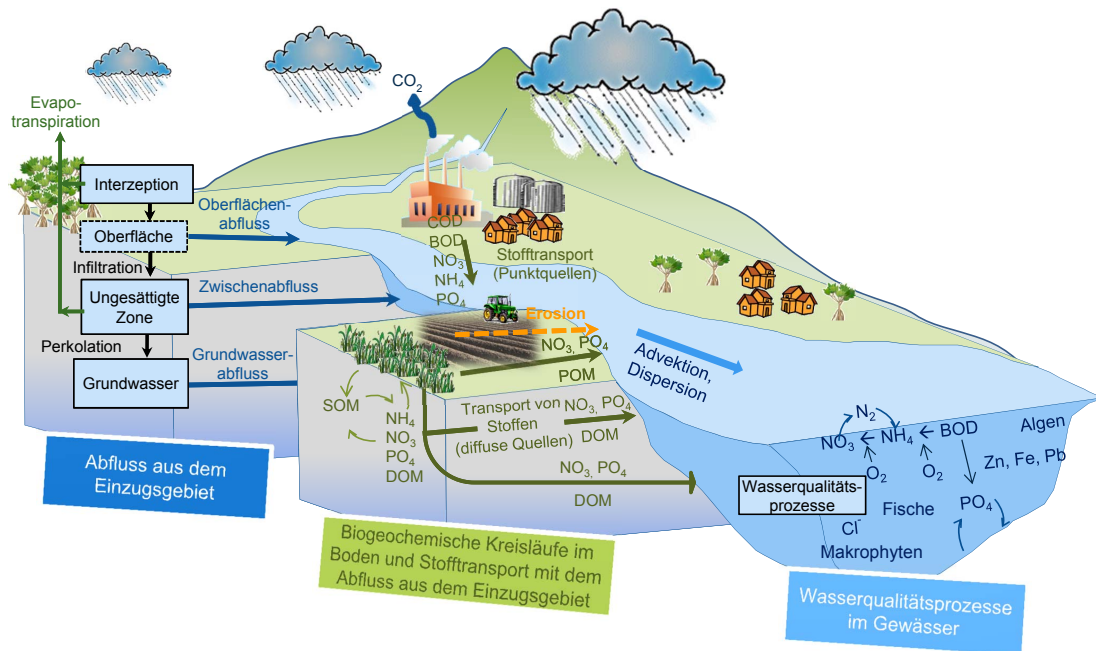 CO2
Evapo-
transpiration
Interzeption
Oberflächen-
abfluss
Oberfläche
Infiltration
Ungesättigte
Zone
Zwischenabfluss
Perkolation
Grundwasser
Grundwasser-
abfluss
COD
BOD
NO3
NH4
PO4
Stofftransport
(Punktquellen)
Erosion
NO3, PO4
POM
Advektion,
Dispersion
SOM
NH4
NO3
PO4
DOM
Transport von
Stoffen
(diffuse Quellen)
NO3, PO4
DOM
NO3, PO4
DOM
N2
NO3
NH4
BOD
Algen
O2
O2
Zn, Fe, Pb
Wasserqualitäts-
prozesse
PO4
Fische
Cl-
Makrophyten
Abfluss aus dem
Einzugsgebiet
Biogeochemische Kreisläufe im
Boden und Stofftransport mit dem
Abfluss aus dem Einzugsgebiet
Wasserqualitätsprozesse
im Gewässer